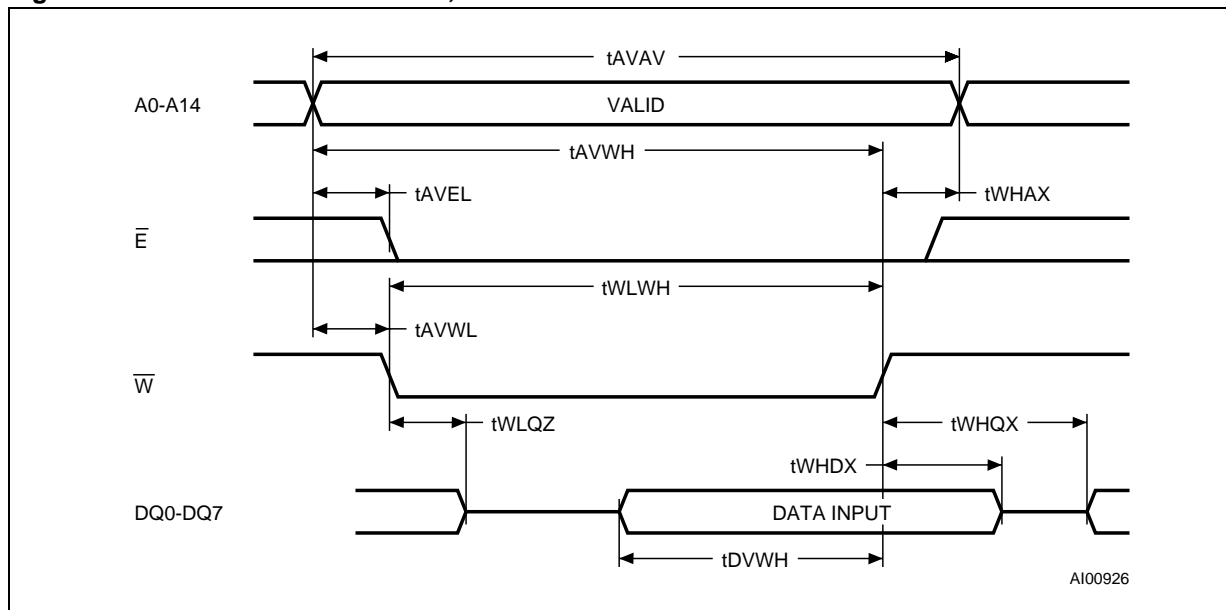 tAVAV
A0-A14
VALID
tAVWH
tAVEL
tWHAX
E̅
tWLWH
tAVWL
W̅
tWLQZ
tWHQX
tWHDX
DQ0-DQ7
DATA INPUT
tDVWH
AI00926